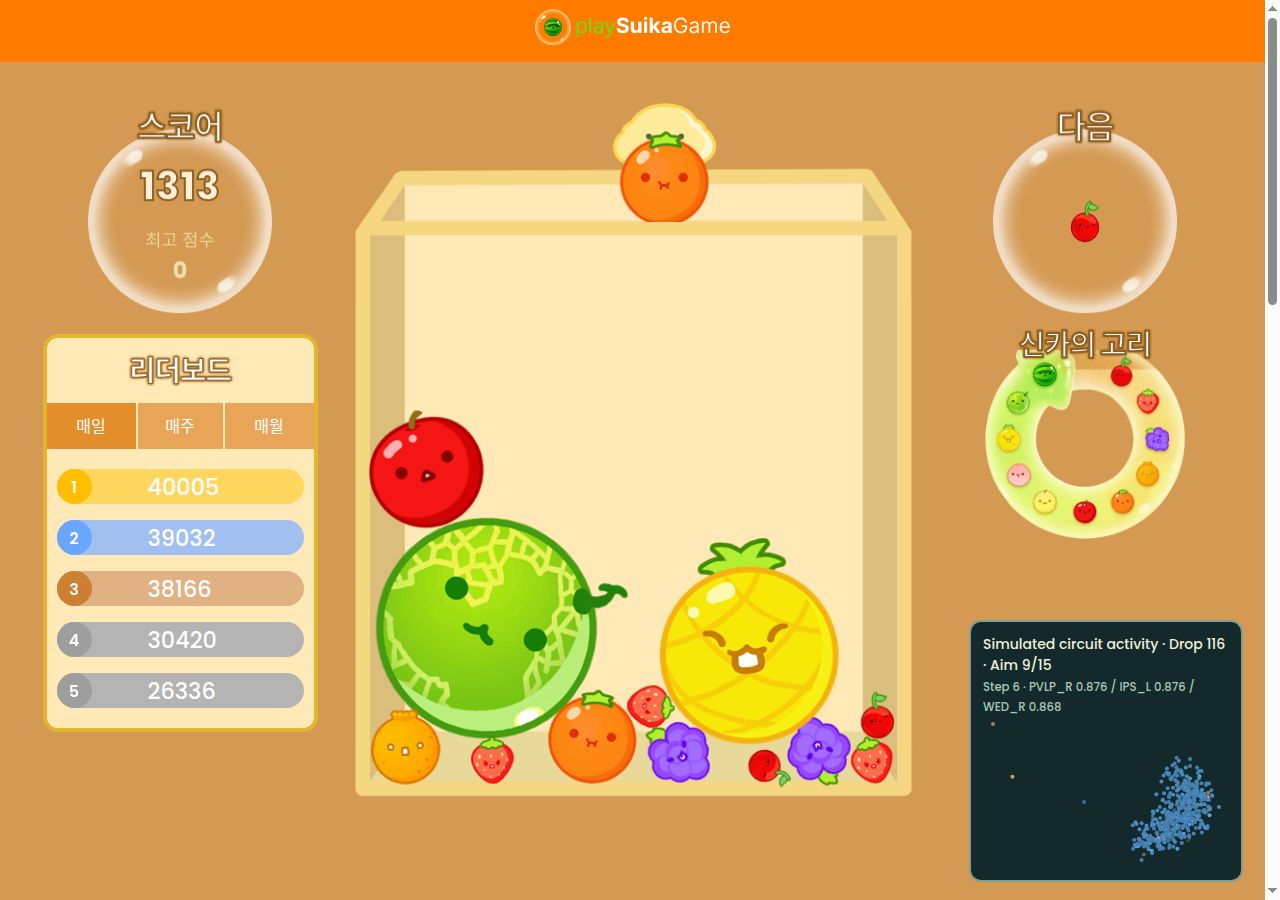 playSuikaGame
스코어
1313
최고 점수
0
다음
신카의 고리
리더보드
매일 매주 매월
1 40005
2 39032
3 38166
4 30420
5 26336
Simulated circuit activity · Drop 116
· Aim 9/15
Step 6 · PVLP_R 0.876 / IPS_L 0.876 /
WED_R 0.868